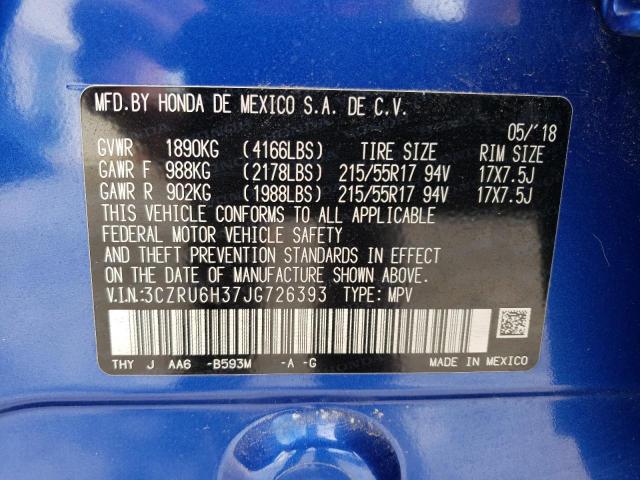 MFD.BY HONDA DE MEXICO S.A. DE C.V.
05/'18
GVWR 1890KG (4166LBS) TIRE SIZE RIM SIZE
GAWR F 988KG (2178LBS) 215/55R17 94V 17X7.5J
GAWR R 902KG (1988LBS) 215/55R17 94V 17X7.5J
THIS VEHICLE CONFORMS TO ALL APPLICABLE
FEDERAL MOTOR VEHICLE SAFETY
AND THEFT PREVENTION STANDARDS IN EFFECT
ON THE DATE OF MANUFACTURE SHOWN ABOVE.
V.I.N.:3CZRU6H37JG726393 TYPE: MPV
THY J AA6 -B593M -A -G MADE IN MEXICO